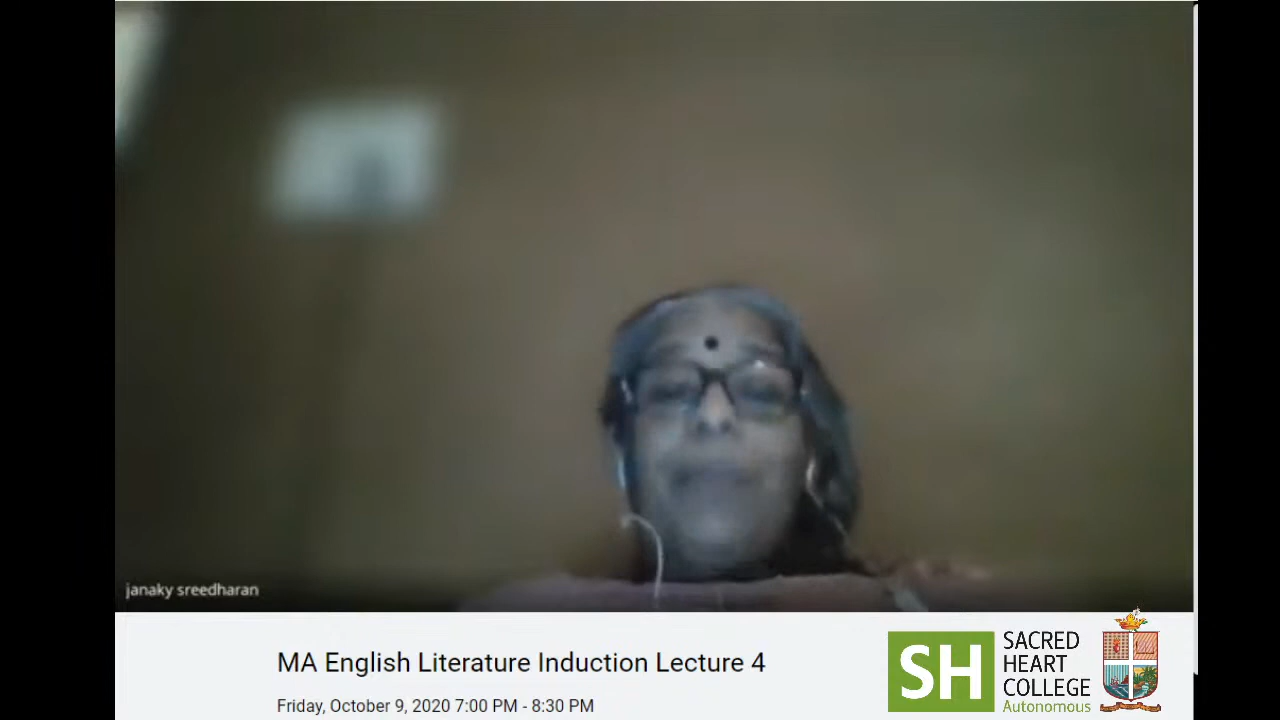 janaky sreedharan
MA English Literature Induction Lecture 4
Friday, October 9, 2020 7:00 PM - 8:30 PM
SH
SACRED
HEART
COLLEGE
Autonomous